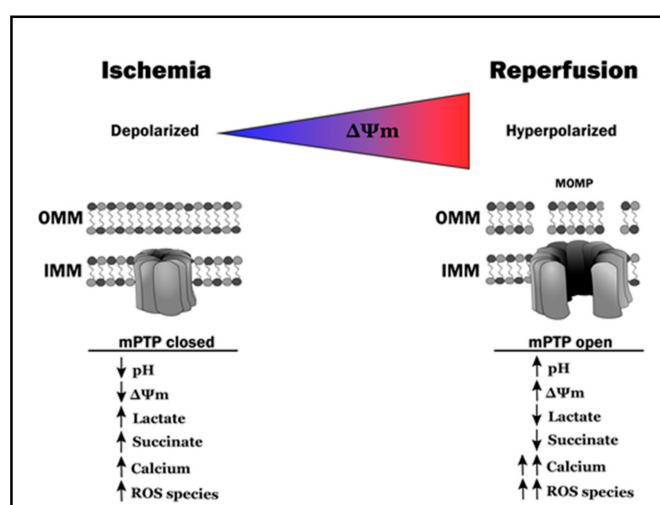 Ischemia
Reperfusion
Depolarized
ΔΨm
Hyperpolarized
MOMP
OMM
OMM
IMM
IMM
mPTP closed
↓ pH
↓ ΔΨm
↑ Lactate
↑ Succinate
↑ Calcium
↑ ROS species
mPTP open
↑ pH
↑ ΔΨm
↓ Lactate
↓ Succinate
↑↑ Calcium
↑↑ ROS species